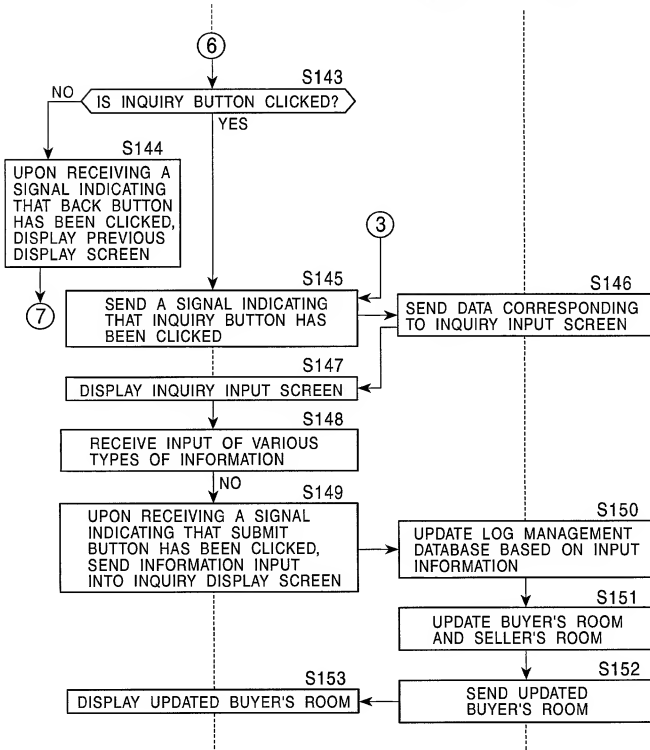 6
S143
IS INQUIRY BUTTON CLICKED?
NO
YES
S144
UPON RECEIVING A
SIGNAL INDICATING
THAT BACK BUTTON
HAS BEEN CLICKED,
DISPLAY PREVIOUS
DISPLAY SCREEN
7
3
S145
SEND A SIGNAL INDICATING
THAT INQUIRY BUTTON HAS
BEEN CLICKED
S146
SEND DATA CORRESPONDING
TO INQUIRY INPUT SCREEN
S147
DISPLAY INQUIRY INPUT SCREEN
S148
RECEIVE INPUT OF VARIOUS
TYPES OF INFORMATION
NO
S149
UPON RECEIVING A SIGNAL
INDICATING THAT SUBMIT
BUTTON HAS BEEN CLICKED,
SEND INFORMATION INPUT
INTO INQUIRY DISPLAY SCREEN
S150
UPDATE LOG MANAGEMENT
DATABASE BASED ON INPUT
INFORMATION
S151
UPDATE BUYER'S ROOM
AND SELLER'S ROOM
S152
SEND UPDATED
BUYER'S ROOM
S153
DISPLAY UPDATED BUYER'S ROOM